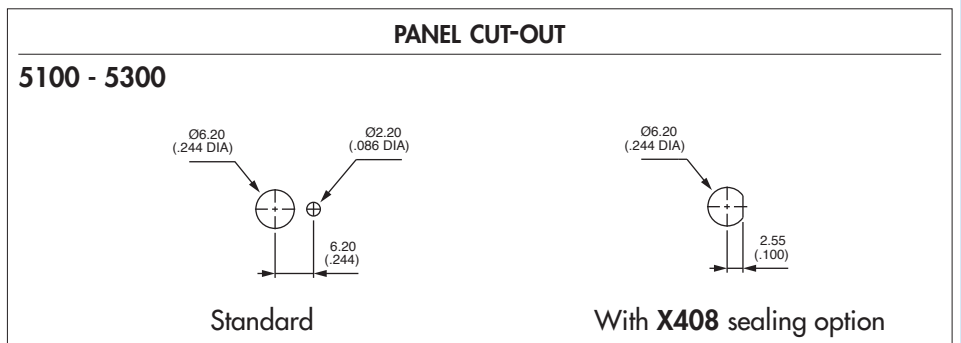 PANEL CUT-OUT
5100 - 5300
Ø6.20
(.244 DIA)
Ø2.20
(.086 DIA)
6.20
(.244)
Standard
Ø6.20
(.244 DIA)
2.55
(.100)
With X408 sealing option